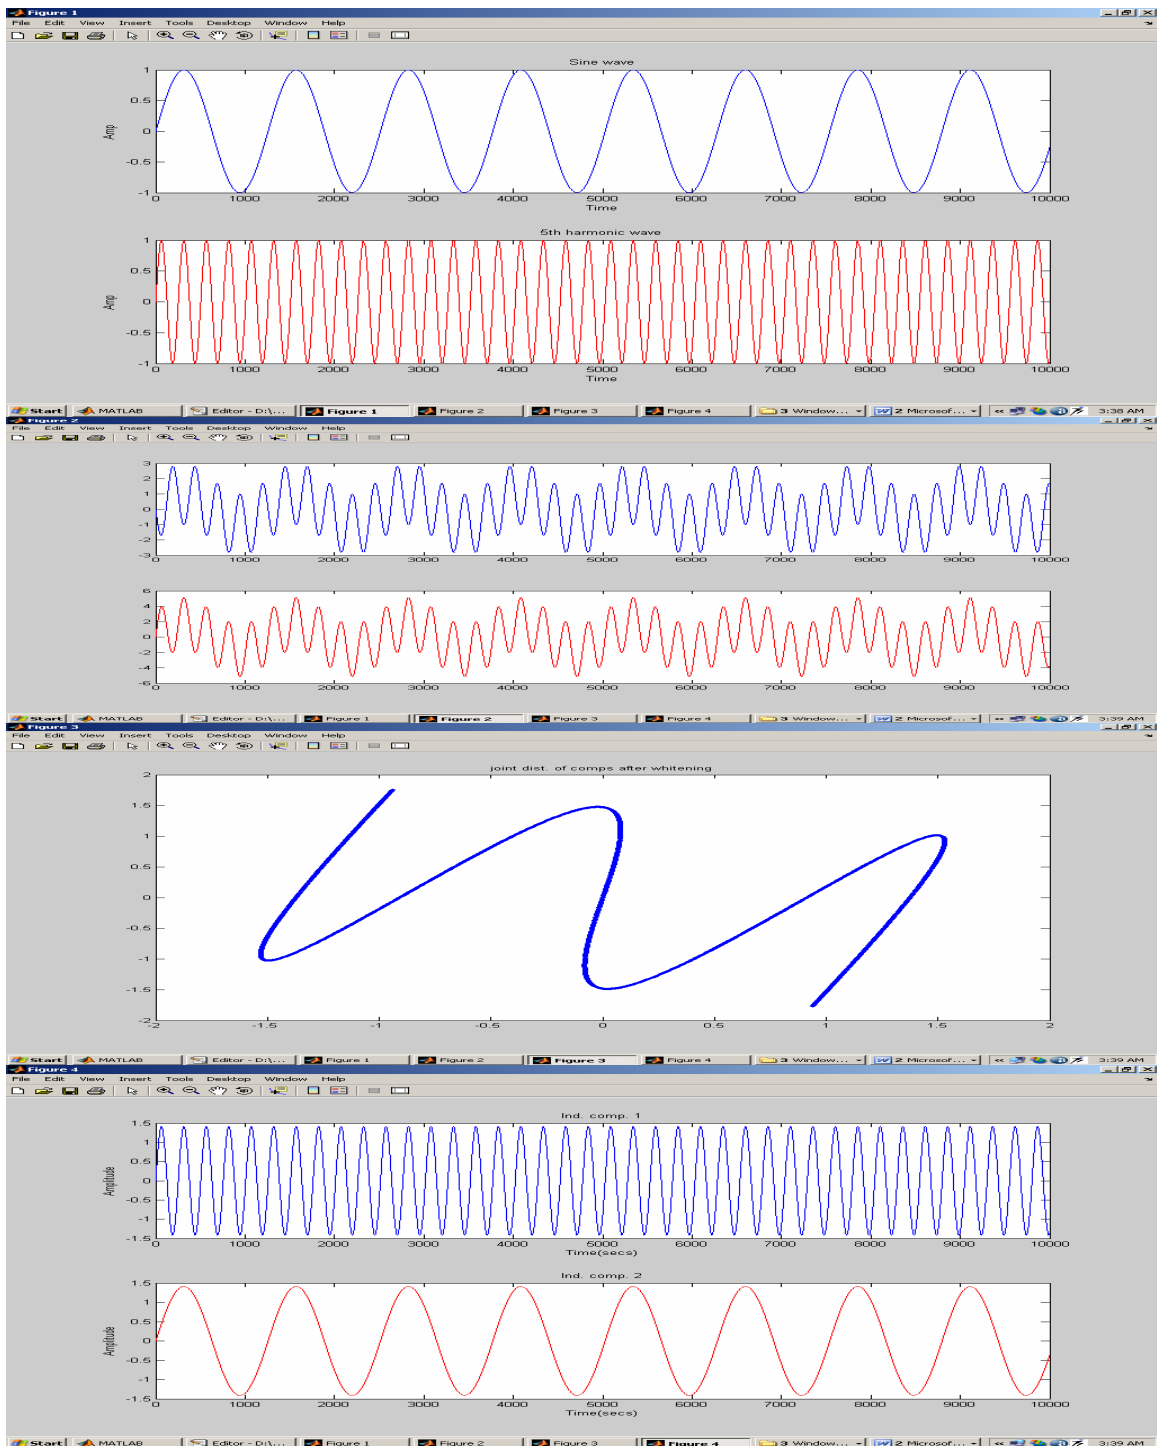 Figure 1
File Edit View Insert Tools Desktop Window Help
Sine wave
1
0.5
0
-0.5
-1
Amp
0 1000 2000 3000 4000 5000 6000 7000 8000 9000 10000
Time
5th harmonic wave
1
0.5
0
-0.5
-1
Amp
0 1000 2000 3000 4000 5000 6000 7000 8000 9000 10000
Time
Start MATLAB Editor - D:\... Figure 1 Figure 2 Figure 3 Figure 4 3 Window... 2 Microsof... « 3:38 AM
Figure 2
File Edit View Insert Tools Desktop Window Help
3
2
1
0
-1
-2
-3
0 1000 2000 3000 4000 5000 6000 7000 8000 9000 10000
6
4
2
0
-2
-4
-6
0 1000 2000 3000 4000 5000 6000 7000 8000 9000 10000
Start MATLAB Editor - D:\... Figure 1 Figure 2 Figure 3 Figure 4 3 Window... 2 Microsof... « 3:39 AM
Figure 3
File Edit View Insert Tools Desktop Window Help
joint dist. of comps after whitening
2
1.5
1
0.5
0
-0.5
-1
-1.5
-2
-2 -1.5 -1 -0.5 0 0.5 1 1.5 2
Start MATLAB Editor - D:\... Figure 1 Figure 2 Figure 3 Figure 4 3 Window... 2 Microsof... « 3:39 AM
Figure 4
File Edit View Insert Tools Desktop Window Help
Ind. comp. 1
1.5
1
0.5
0
-0.5
-1
-1.5
Amplitude
0 1000 2000 3000 4000 5000 6000 7000 8000 9000 10000
Time(secs)
Ind. comp. 2
1.5
1
0.5
0
-0.5
-1
-1.5
Amplitude
0 1000 2000 3000 4000 5000 6000 7000 8000 9000 10000
Time(secs)
Start MATLAB Editor - D:\... Figure 1 Figure 2 Figure 3 Figure 4 3 Window... 2 Microsof... « 3:39 AM